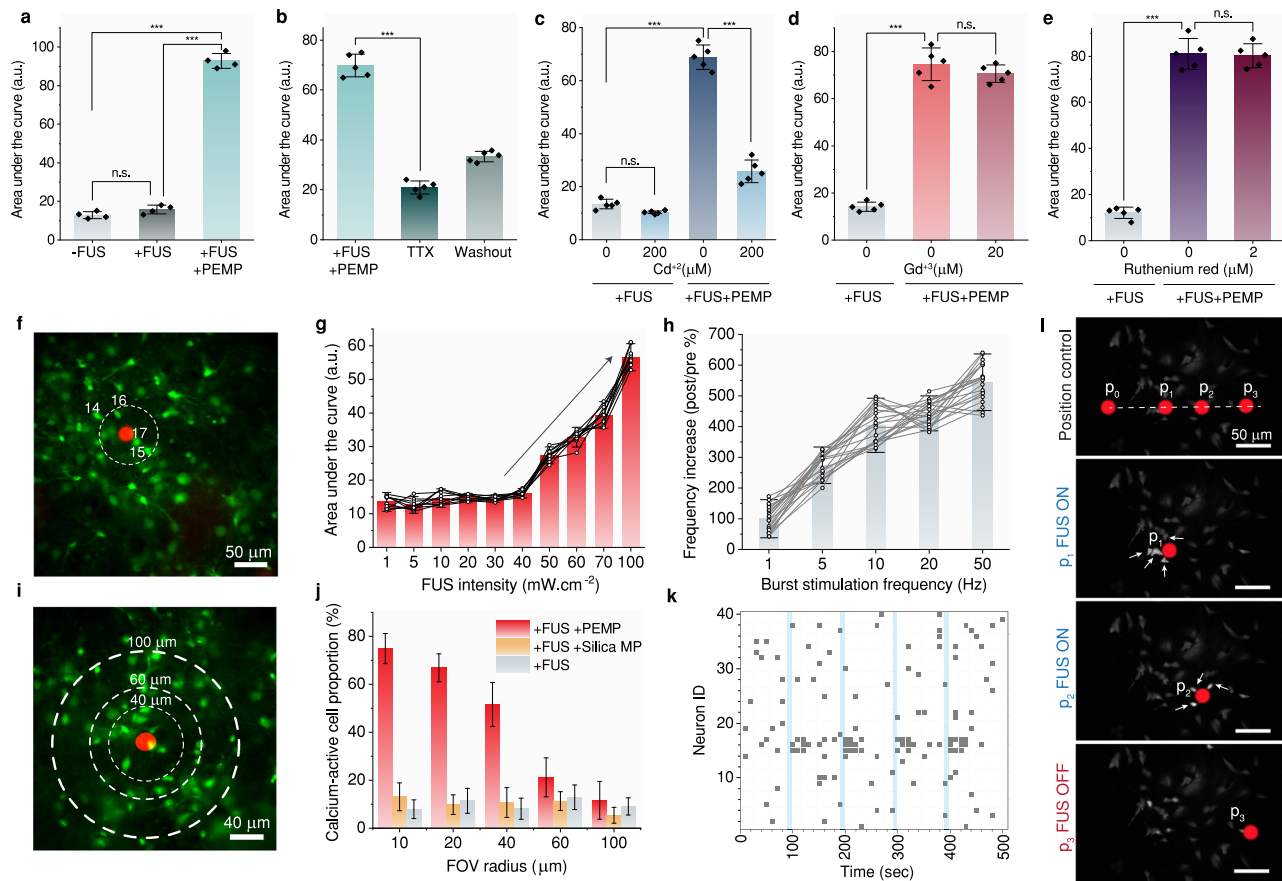 a
Area under the curve (a.u.)
100
80
60
40
20
0
***
***
n.s.
-FUS
+FUS
+FUS
+PEMP
b
Area under the curve (a.u.)
80
60
40
20
0
***
+FUS
+PEMP
TTX
Washout
c
Area under the curve (a.u.)
80
60
40
20
0
***
***
n.s.
0
200
0
200
Cd+2(μM)
+FUS
+FUS+PEMP
d
Area under the curve (a.u.)
100
80
60
40
20
0
***
n.s.
0
0
20
Gd+3(μM)
+FUS
+FUS+PEMP
e
Area under the curve (a.u.)
100
80
60
40
20
0
***
n.s.
0
0
2
Ruthenium red (μM)
+FUS
+FUS+PEMP
f
14
16
17
15
50 μm
g
Area under the curve (a.u.)
70
60
50
40
30
20
10
0
1 5 10 20 30 40 50 60 70 100
FUS intensity (mW.cm-2)
h
Frequency increase (post/pre %)
700
600
500
400
300
200
100
0
1 5 10 20 50
Burst stimulation frequency (Hz)
i
100 μm
60 μm
40 μm
40 μm
j
Calcium-active cell proportion (%)
80
60
40
20
0
+FUS +PEMP
+FUS +Silica MP
+FUS
10 20 40 60 100
FOV radius (μm)
k
Neuron ID
40
30
20
10
0 100 200 300 400 500
Time (sec)
l
Position control
p0 p1 p2 p3
50 μm
p1 FUS ON
p1
p2 FUS ON
p2
p3 FUS OFF
p3